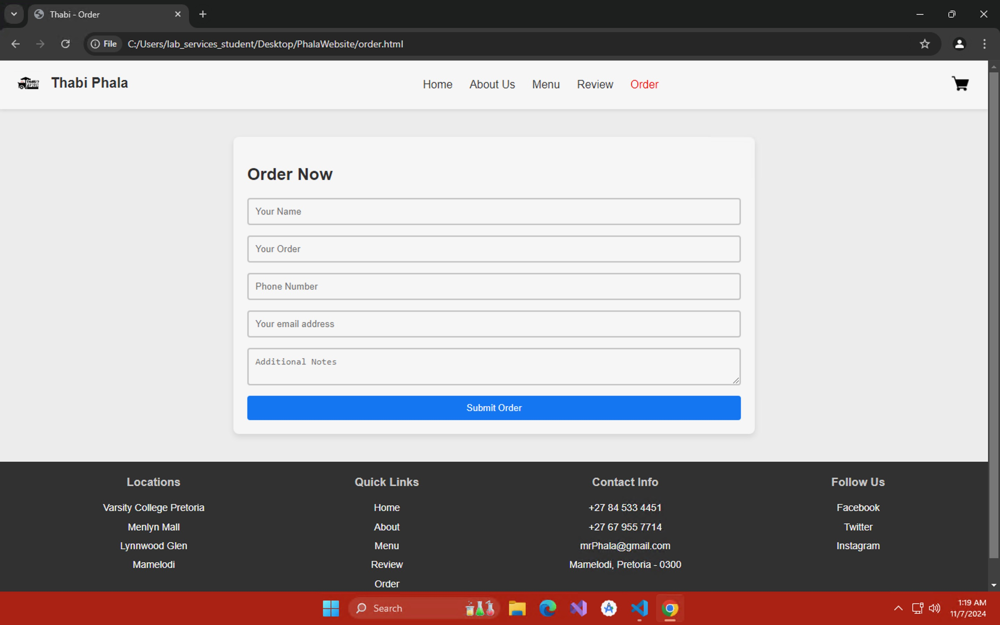 Thabi - Order
File
C:/Users/lab_services_student/Desktop/PhalaWebsite/order.html
Thabi Phala
Home
About Us
Menu
Review
Order
Order Now
Your Name
Your Order
Phone Number
Your email address
Additional Notes
Submit Order
Locations
Varsity College Pretoria
Menlyn Mall
Lynnwood Glen
Mamelodi
Quick Links
Home
About
Menu
Review
Order
Contact Info
+27 84 533 4451
+27 67 955 7714
mrPhala@gmail.com
Mamelodi, Pretoria - 0300
Follow Us
Facebook
Twitter
Instagram
Search
1:19 AM
11/7/2024